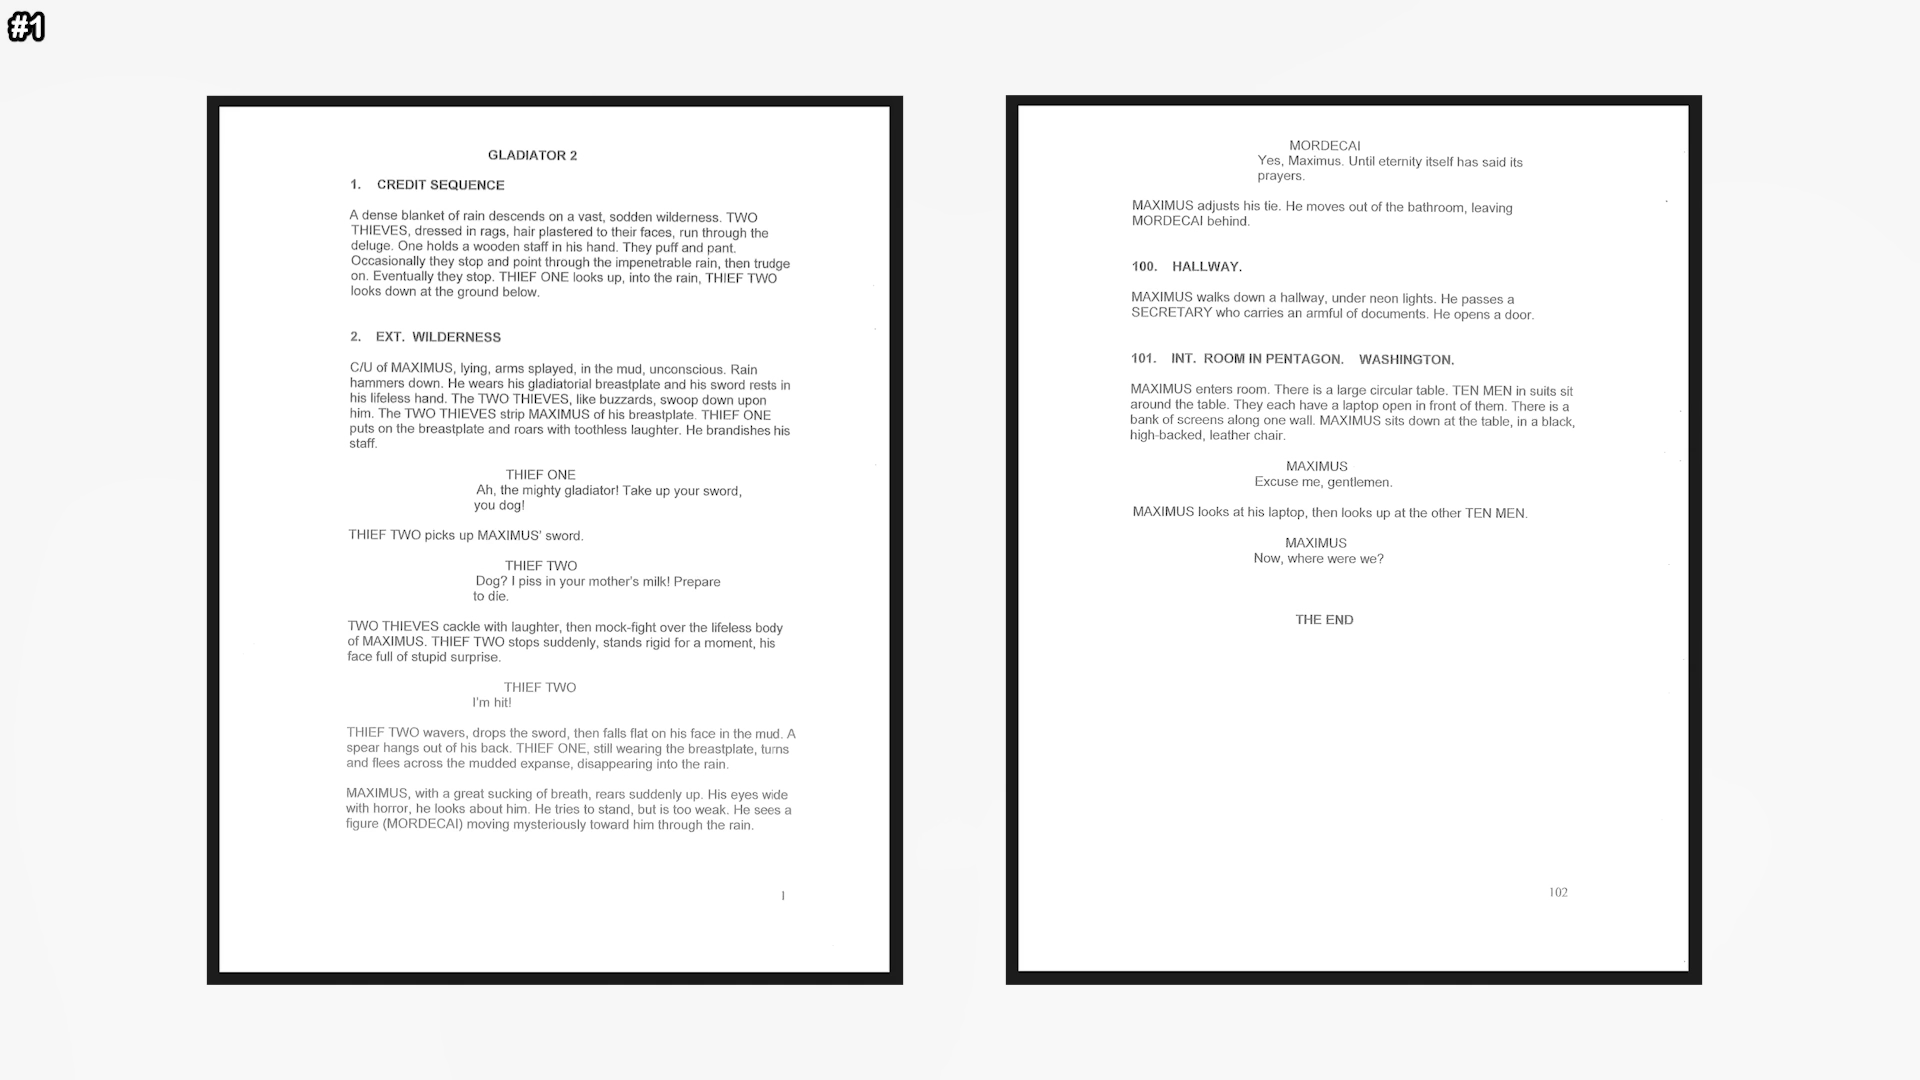 #1
GLADIATOR 2
1. CREDIT SEQUENCE
A dense blanket of rain descends on a vast, sodden wilderness. TWO
THIEVES, dressed in rags, hair plastered to their faces, run through the
deluge. One holds a wooden staff in his hand. They puff and pant.
Occasionally they stop and point through the impenetrable rain, then trudge
on. Eventually they stop. THIEF ONE looks up, into the rain, THIEF TWO
looks down at the ground below.
2. EXT. WILDERNESS
C/U of MAXIMUS, lying, arms splayed, in the mud, unconscious. Rain
hammers down. He wears his gladiatorial breastplate and his sword rests in
his lifeless hand. The TWO THIEVES, like buzzards, swoop down upon
him. The TWO THIEVES strip MAXIMUS of his breastplate. THIEF ONE
puts on the breastplate and roars with toothless laughter. He brandishes his
staff.
THIEF ONE
Ah, the mighty gladiator! Take up your sword,
you dog!
THIEF TWO picks up MAXIMUS' sword.
THIEF TWO
Dog? I piss in your mother's milk! Prepare
to die.
TWO THIEVES cackle with laughter, then mock-fight over the lifeless body
of MAXIMUS. THIEF TWO stops suddenly, stands rigid for a moment, his
face full of stupid surprise.
THIEF TWO
I'm hit!
THIEF TWO wavers, drops the sword, then falls flat on his face in the mud. A
spear hangs out of his back. THIEF ONE, still wearing the breastplate, turns
and flees across the mudded expanse, disappearing into the rain.
MAXIMUS, with a great sucking of breath, rears suddenly up. His eyes wide
with horror, he looks about him. He tries to stand, but is too weak. He sees a
figure (MORDECAI) moving mysteriously toward him through the rain.
1
MORDECAI
Yes, Maximus. Until eternity itself has said its
prayers.
MAXIMUS adjusts his tie. He moves out of the bathroom, leaving
MORDECAI behind.
100. HALLWAY.
MAXIMUS walks down a hallway, under neon lights. He passes a
SECRETARY who carries an armful of documents. He opens a door.
101. INT. ROOM IN PENTAGON. WASHINGTON.
MAXIMUS enters room. There is a large circular table. TEN MEN in suits sit
around the table. They each have a laptop open in front of them. There is a
bank of screens along one wall. MAXIMUS sits down at the table, in a black,
high-backed, leather chair.
MAXIMUS
Excuse me, gentlemen.
MAXIMUS looks at his laptop, then looks up at the other TEN MEN.
MAXIMUS
Now, where were we?
THE END
102